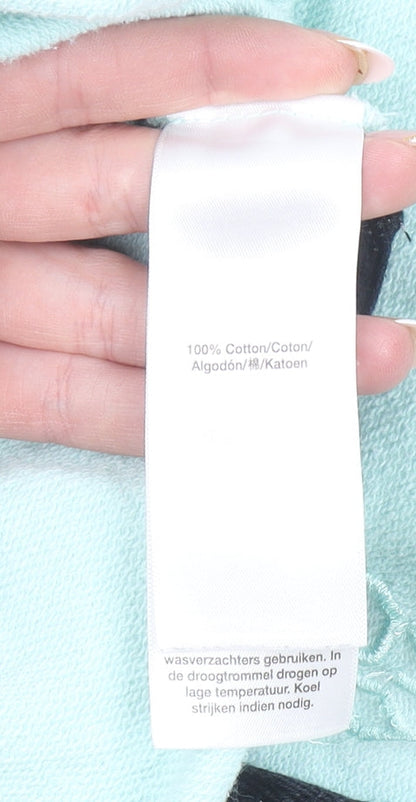 100% Cotton/Coton/
Algodón/棉/Katoen
wasverzachters gebruiken. In
de droogtrommel drogen op
lage temperatuur. Koel
strijken indien nodig.